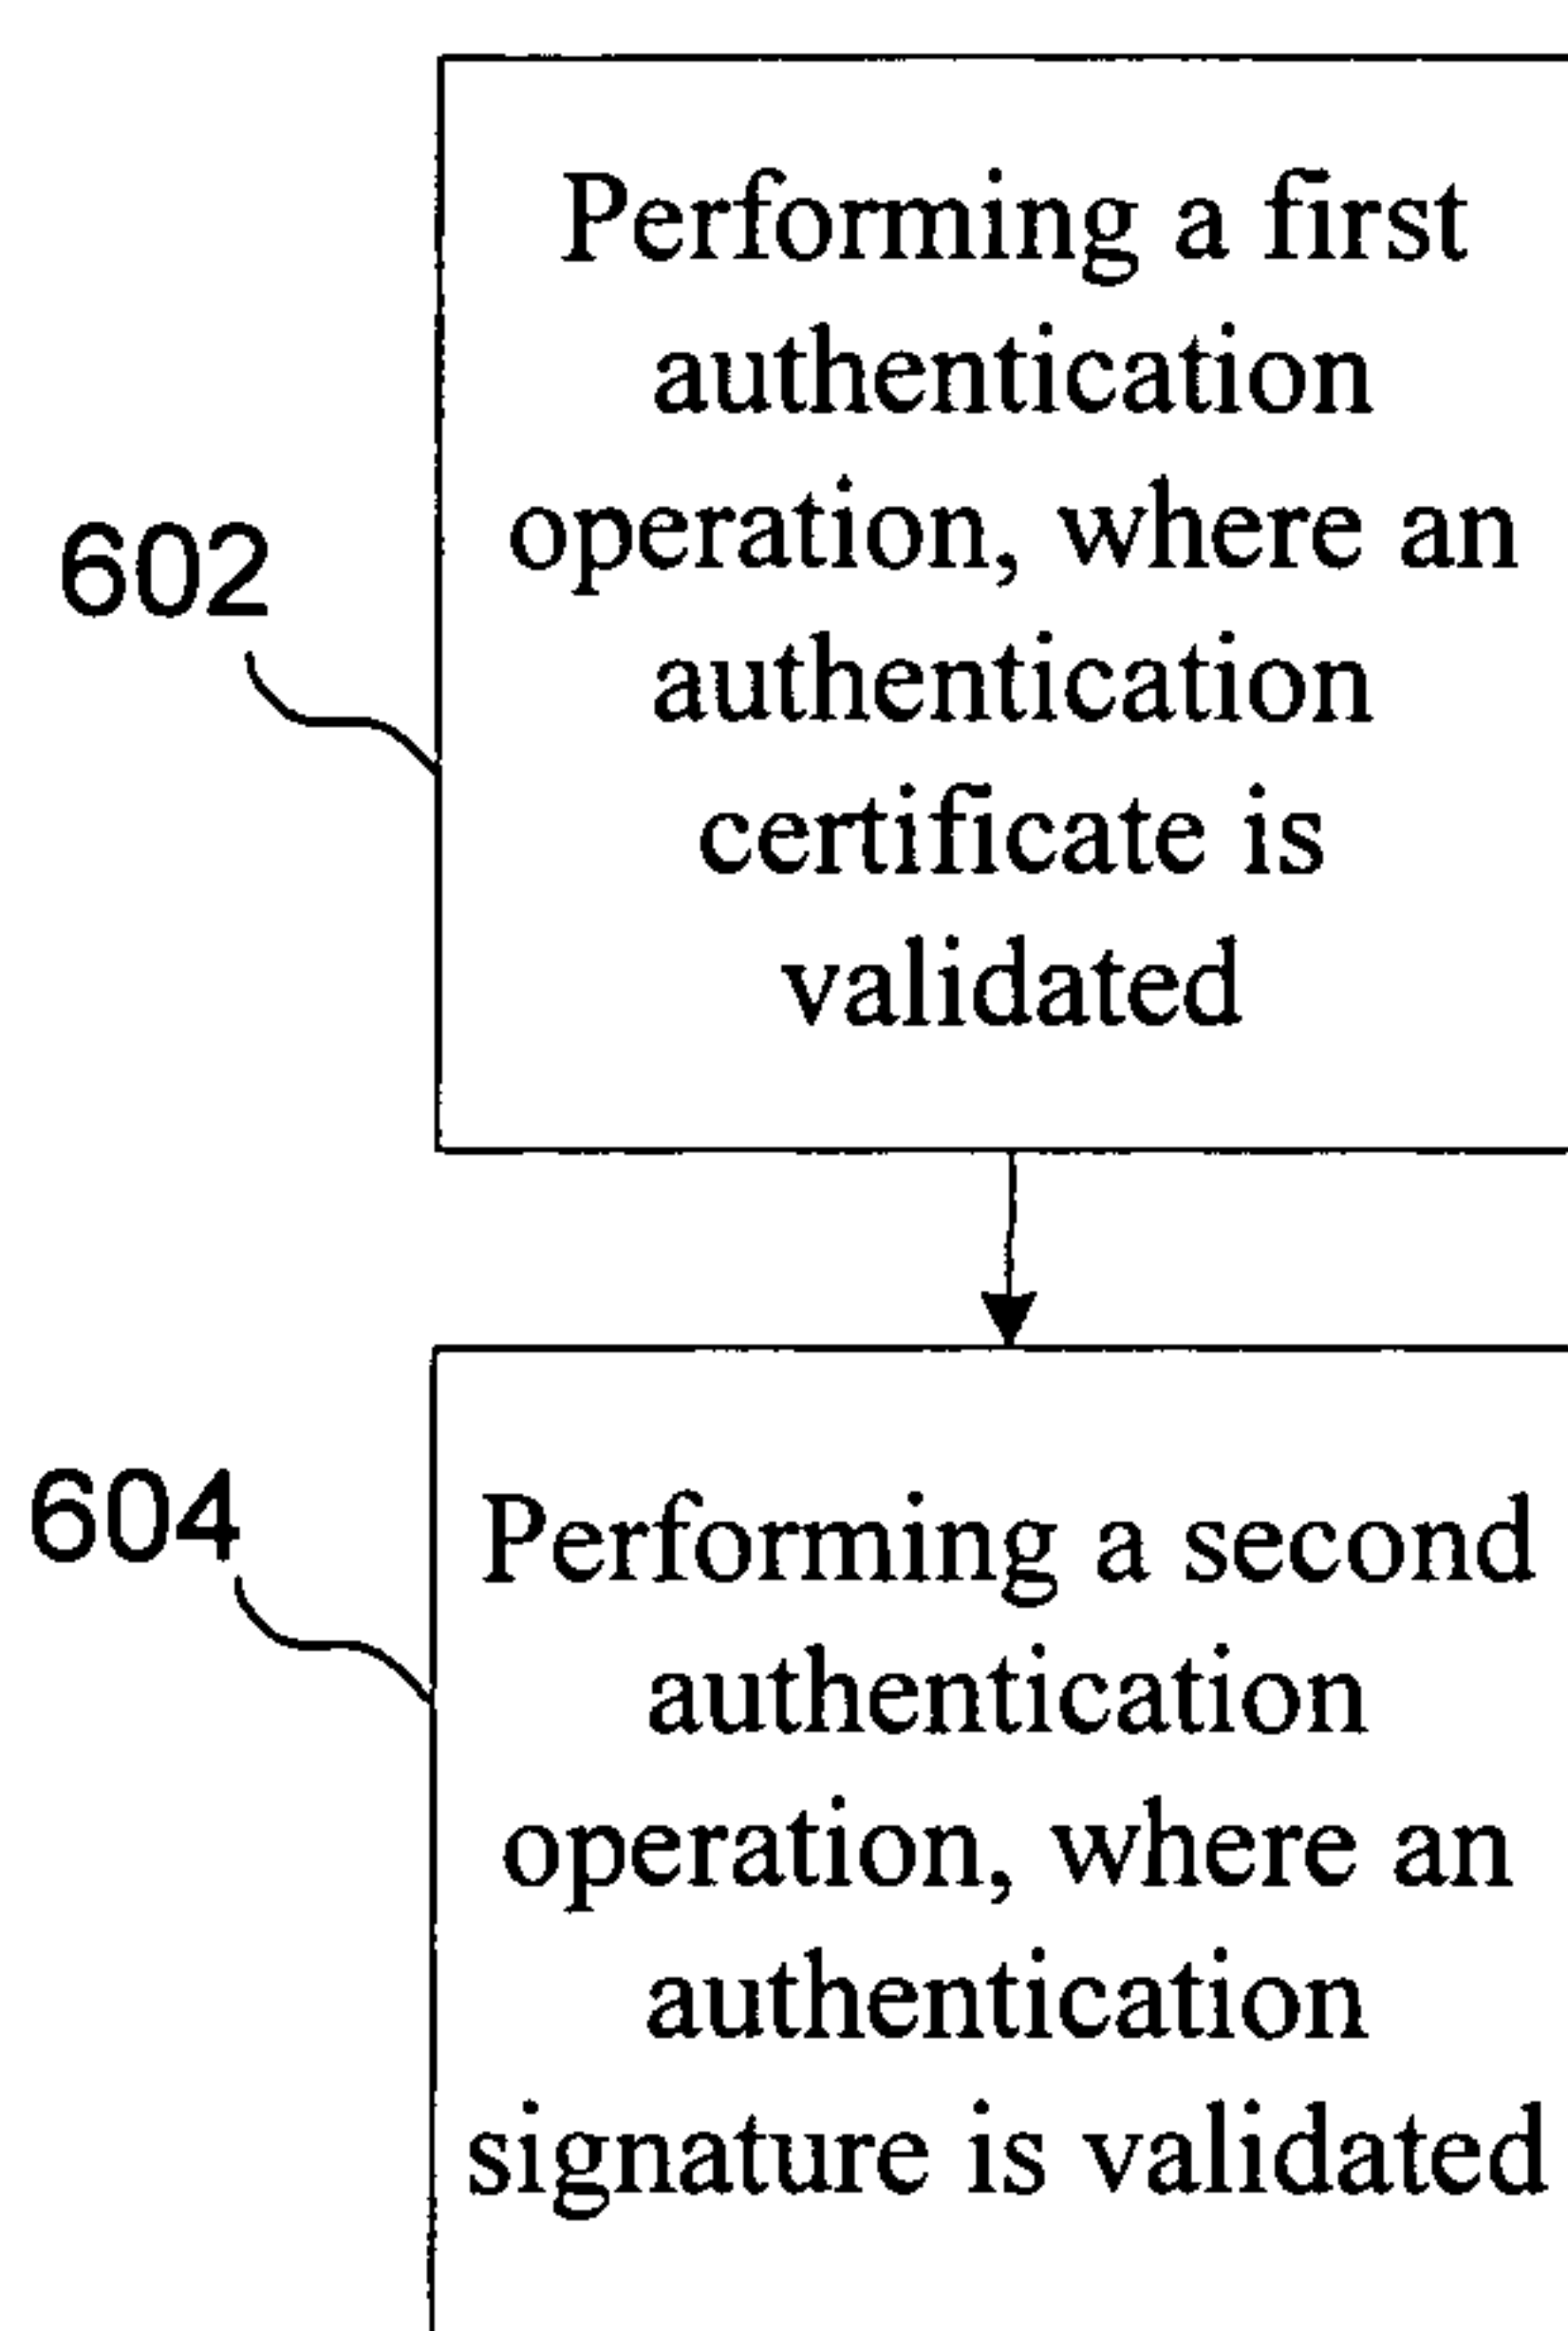 Performing a first
authentication
operation, where an
authentication
certificate is
validated
602
Performing a second
authentication
operation, where an
authentication
signature is validated
604